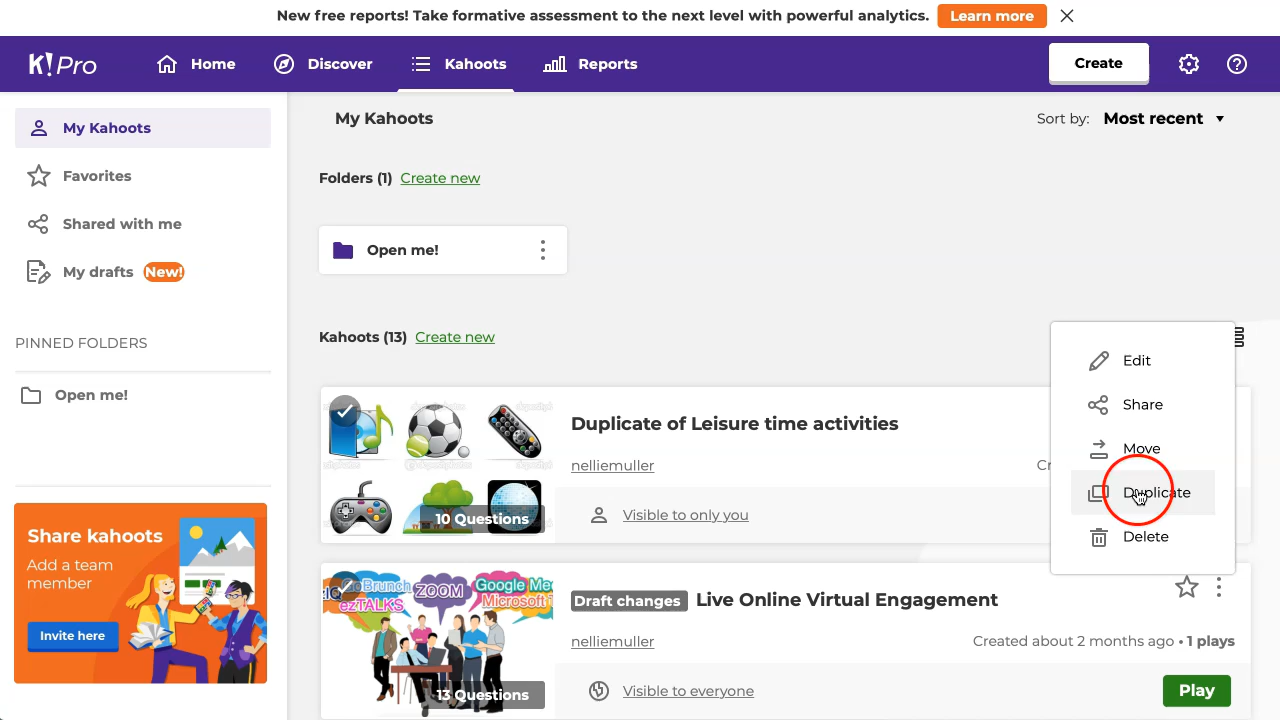 New free reports! Take formative assessment to the next level with powerful analytics. Learn more
K! Pro Home Discover Kahoots Reports Create
My Kahoots
Favorites
Shared with me
My drafts New!
PINNED FOLDERS
Open me!
Share kahoots
Add a team
member
Invite here
My Kahoots
Sort by: Most recent
Folders (1) Create new
Open me!
Kahoots (13) Create new
10 Questions
Duplicate of Leisure time activities
nelliemuller
Visible to only you
Edit
Share
Move
Duplicate
Delete
GoBrunch
ezTALKS
ZOOM
Google Me
Microsoft
13 Questions
Draft changes Live Online Virtual Engagement
nelliemuller
Created about 2 months ago • 1 plays
Visible to everyone
Play